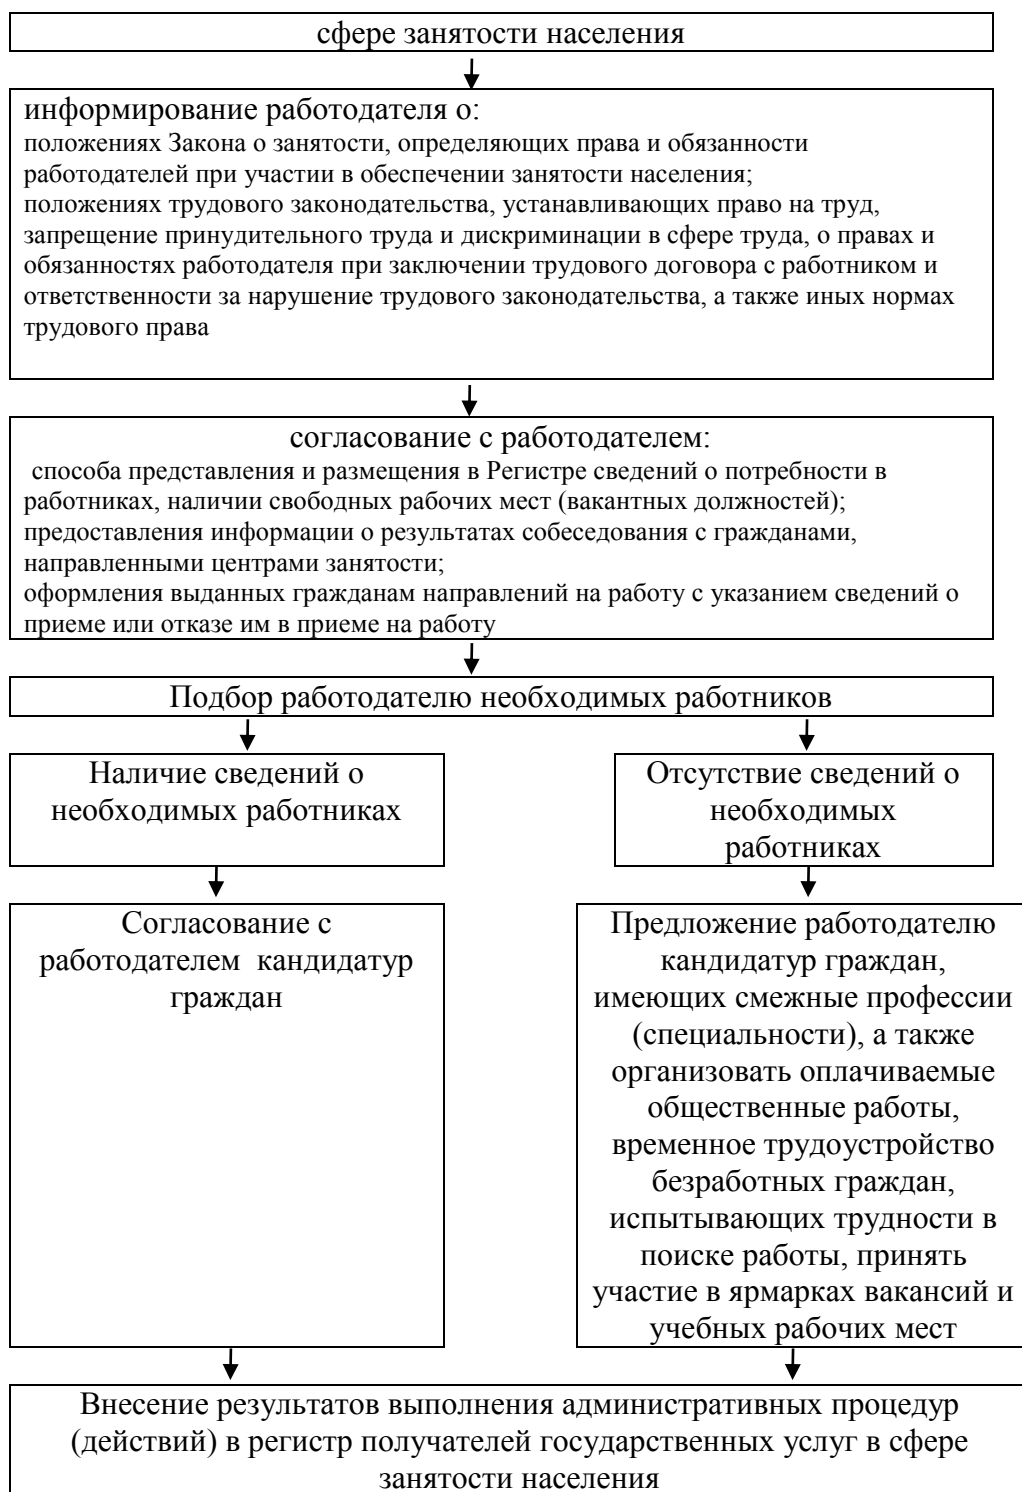 сфере занятости населения
информирование работодателя о:
положениях Закона о занятости, определяющих права и обязанности
работодателей при участии в обеспечении занятости населения;
положениях трудового законодательства, устанавливающих право на труд,
запрещение принудительного труда и дискриминации в сфере труда, о правах и
обязанностях работодателя при заключении трудового договора с работником и
ответственности за нарушение трудового законодательства, а также иных нормах
трудового права
согласование с работодателем:
способа представления и размещения в Регистре сведений о потребности в
работниках, наличии свободных рабочих мест (вакантных должностей);
предоставления информации о результатах собеседования с гражданами,
направленными центрами занятости;
оформления выданных гражданам направлений на работу с указанием сведений о
приеме или отказе им в приеме на работу
Подбор работодателю необходимых работников
Наличие сведений о
необходимых работниках
Отсутствие сведений о
необходимых
работниках
Согласование с
работодателем кандидатур
граждан
Предложение работодателю
кандидатур граждан,
имеющих смежные профессии
(специальности), а также
организовать оплачиваемые
общественные работы,
временное трудоустройство
безработных граждан,
испытывающих трудности в
поиске работы, принять
участие в ярмарках вакансий и
учебных рабочих мест
Внесение результатов выполнения административных процедур
(действий) в регистр получателей государственных услуг в сфере
занятости населения